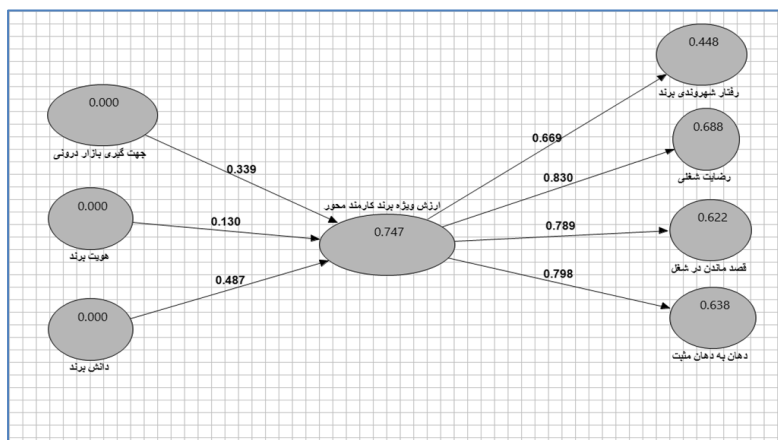 0.448
رفتار شهروندی برند
0.000
جهت گیری بازار درونی
0.669
0.688
رضایت شغلی
0.339
0.830
ارزش ویژه برند کارمند محور
0.747
0.000
هویت برند
0.130
0.789
0.622
قصد ماندن در شغل
0.487
0.798
0.000
دانش برند
0.638
دهان به دهان مثبت